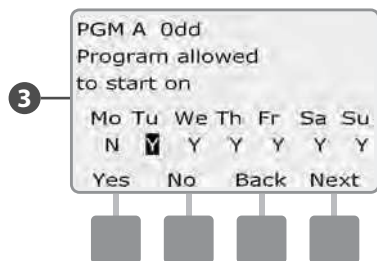 PGM A Odd
Program allowed
to start on
3
Mo Tu We Th Fr Sa Su
N Y Y Y Y Y Y
Yes No Back Next